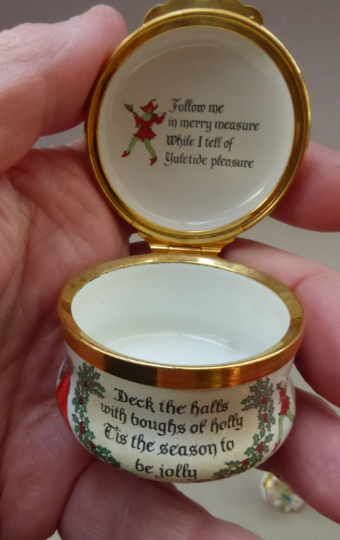 Follow me
in merry measure
While I tell of
Yuletide pleasure
Deck the halls
with boughs of holly
Tis the season to
be jolly